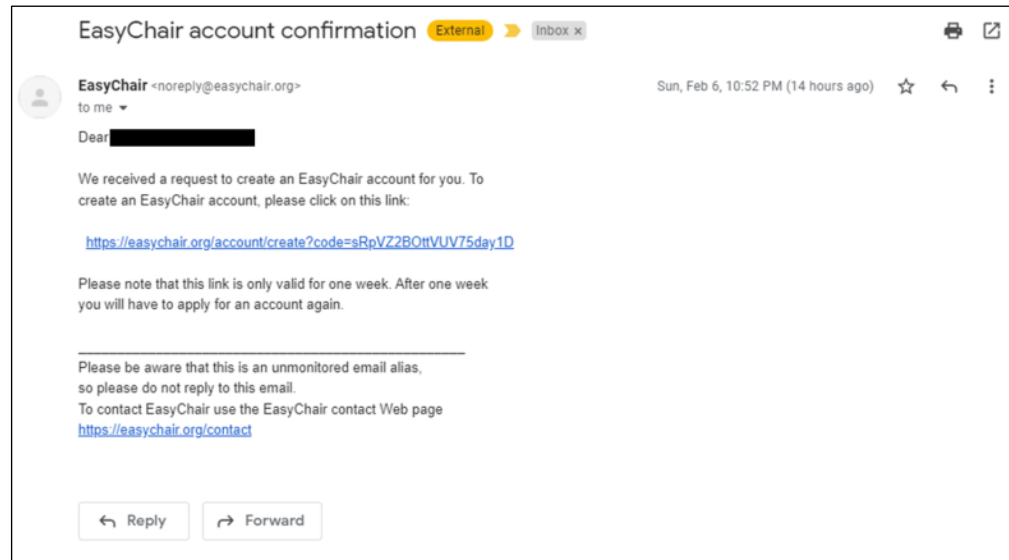 EasyChair account confirmation External Inbox x
EasyChair <noreply@easychair.org> Sun, Feb 6, 10:52 PM (14 hours ago)
to me
Dear
We received a request to create an EasyChair account for you. To
create an EasyChair account, please click on this link:
https://easychair.org/account/create?code=sRpVZ2BOttVUV75day1D
Please note that this link is only valid for one week. After one week
you will have to apply for an account again.
Please be aware that this is an unmonitored email alias,
so please do not reply to this email.
To contact EasyChair use the EasyChair contact Web page
https://easychair.org/contact
Reply Forward